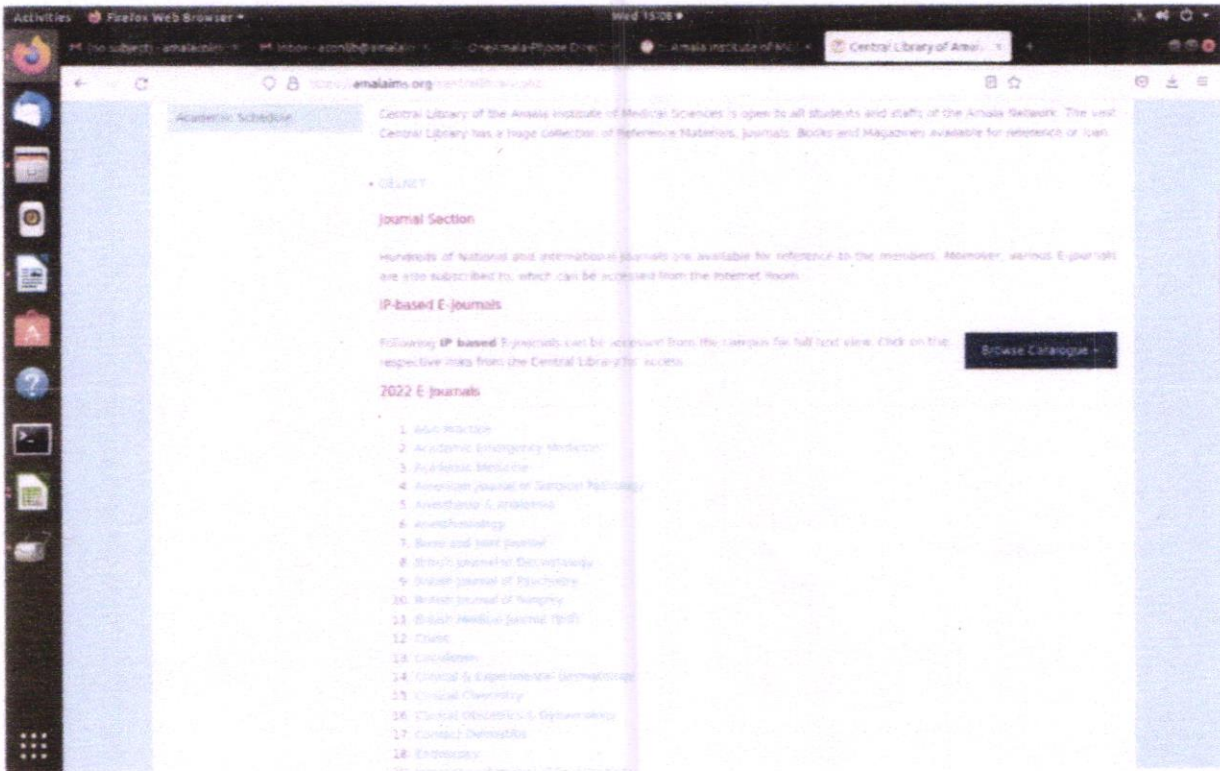 Activities Firefox Web Browser
Wed 15:08
Inbox -
Amala Institute of
Central Library of Amal
amalaims.org
Academic Schedule
Central Library of the Amala Institute of Medical Sciences is open to all students and staffs of the Amala Network. The vast
Central Library has a huge collection of Reference Materials, Journals, Books and Magazines available for reference or loan.
Journal Section
Hundreds of National and International journals are available for reference to the members. Moreover, various E-journals
are also subscribed to, which can be accessed from the Internet Room
IP-based E-Journals
Following IP based E-journals can be accessed from the campus for full text view. Click on the
respective links from the Central Library for access
Browse Catalogue
2022 E Journals
1. A&A Practice
2. Academic Emergency Medicine
3. Academic Medicine
4. American Journal of Surgical Pathology
5. Anesthesia & Analgesia
6. Anesthesiology
7. Bone and Joint Journal
8. British Journal of Dermatology
9. British Journal of Psychiatry
10. British Journal of Surgery
11. British Medical Journal
12. Chest
13. Circulation
14. Clinical & Experimental Dermatology
15. Clinical Chemistry
16. Clinical Obstetrics & Gynaecology
17. Contact Dermatitis
18. Endoscopy